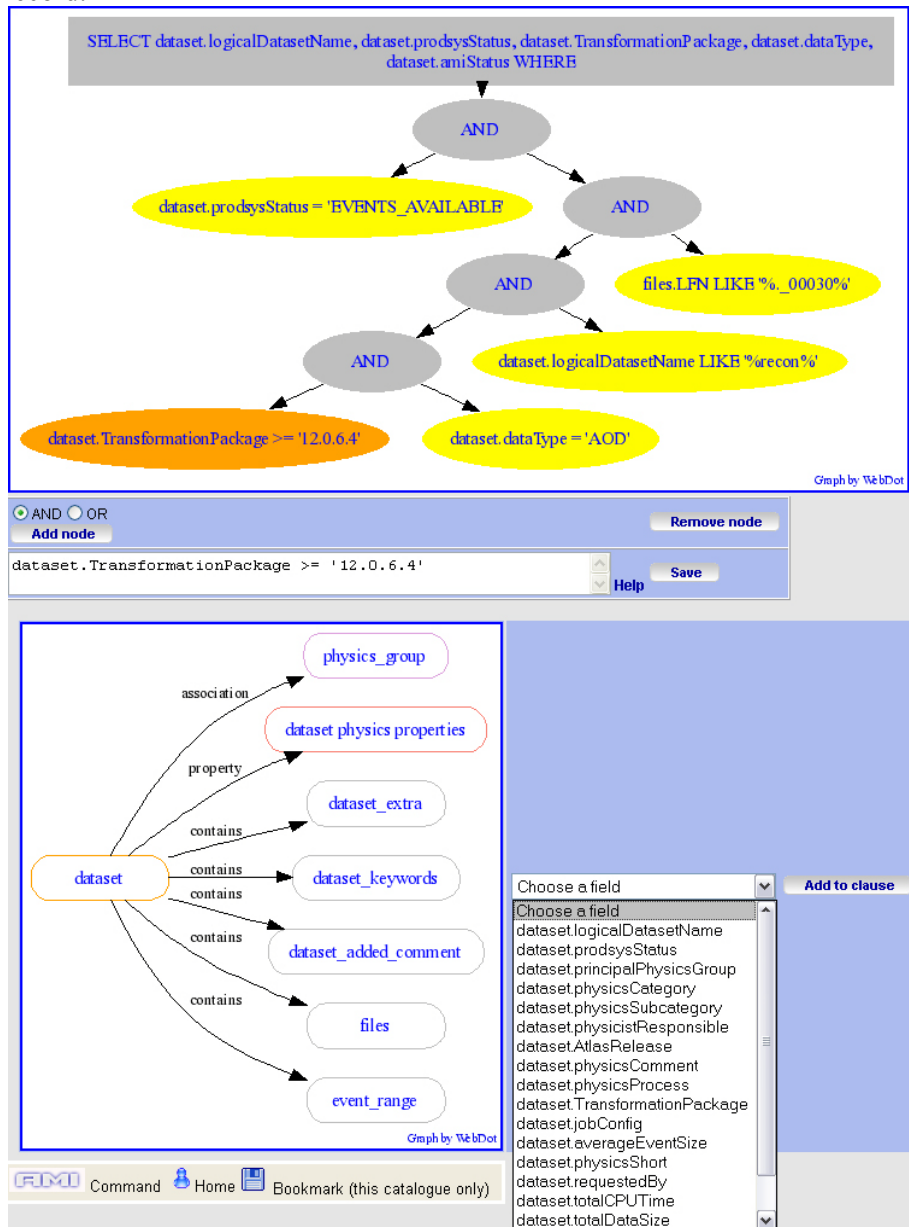 SELECT dataset.logicalDatasetName, dataset.prodsysStatus, dataset.TransformationPackage, dataset.dataType,
dataset.amiStatus WHERE
AND
dataset.prodsysStatus = 'EVENTS_AVAILABLE'
AND
AND
files.LFN LIKE '%._00030%'
AND
dataset.logicalDatasetName LIKE '%recon%'
dataset.TransformationPackage >= '12.0.6.4'
dataset.dataType = 'AOD'
Graph by WebDot
AND OR
Add node
Remove node
dataset.TransformationPackage >= '12.0.6.4'
Help
Save
physics_group
association
dataset physics properties
property
dataset_extra
contains
dataset
contains
dataset_keywords
contains
dataset_added_comment
contains
files
contains
event_range
Graph by WebDot
Choose a field
Add to clause
Choose a field
dataset.logicalDatasetName
dataset.prodsysStatus
dataset.principalPhysicsGroup
dataset.physicsCategory
dataset.physicsSubcategory
dataset.physicistResponsible
dataset.AtlasRelease
dataset.physicsComment
dataset.physicsProcess
dataset.TransformationPackage
dataset.jobConfig
dataset.averageEventSize
dataset.physicsShort
dataset.requestedBy
dataset.totalCPUTime
dataset.totalDataSize
AMI Command Home Bookmark (this catalogue only)